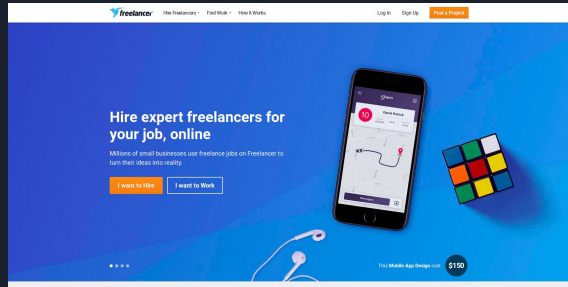 freelancer
Hire Freelancers
Find Work
How It Works
Log In
Sign Up
Post a Project
Hire expert freelancers for
your job, online
Millions of small businesses use freelance jobs on Freelancer to
turn their ideas into reality.
I want to Hire
I want to Work
10
David Patrick
This Mobile App Design cost
$150